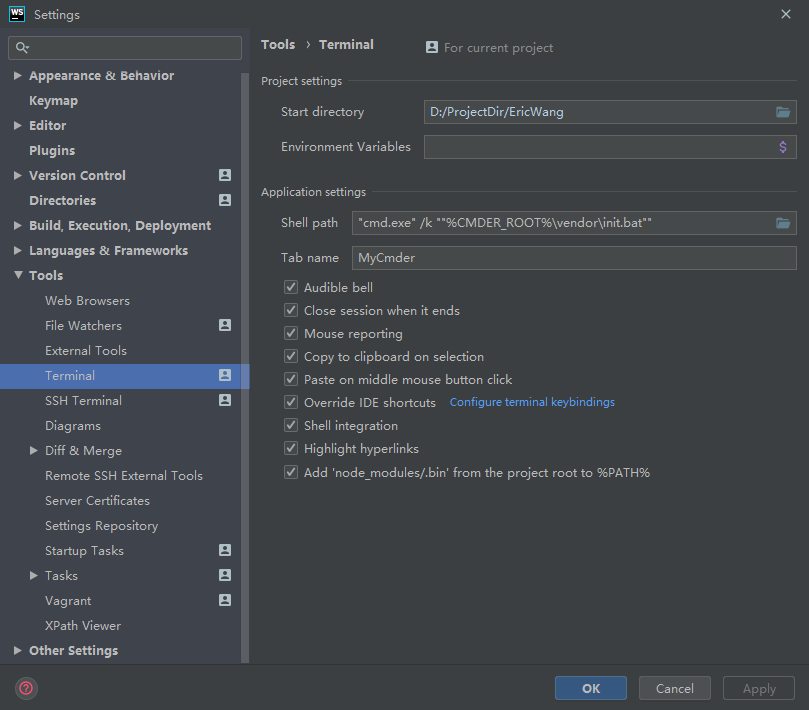 WS Settings
Appearance & Behavior
Keymap
Editor
Plugins
Version Control
Directories
Build, Execution, Deployment
Languages & Frameworks
Tools
Web Browsers
File Watchers
External Tools
Terminal
SSH Terminal
Diagrams
Diff & Merge
Remote SSH External Tools
Server Certificates
Settings Repository
Startup Tasks
Tasks
Vagrant
XPath Viewer
Other Settings
Tools › Terminal For current project
Project settings
Start directory D:/ProjectDir/EricWang
Environment Variables $
Application settings
Shell path "cmd.exe" /k ""%CMDER_ROOT%\vendor\init.bat""
Tab name MyCmder
Audible bell
Close session when it ends
Mouse reporting
Copy to clipboard on selection
Paste on middle mouse button click
Override IDE shortcuts Configure terminal keybindings
Shell integration
Highlight hyperlinks
Add 'node_modules/.bin' from the project root to %PATH%
? OK Cancel Apply